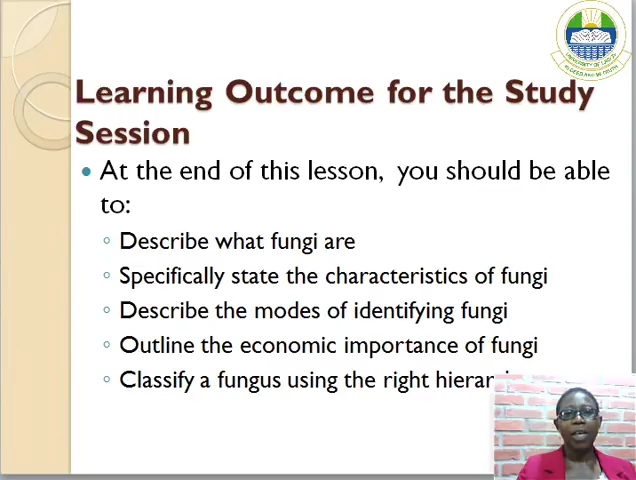 Learning Outcome for the Study
Session
At the end of this lesson, you should be able
to:
Describe what fungi are
Specifically state the characteristics of fungi
Describe the modes of identifying fungi
Outline the economic importance of fungi
Classify a fungus using the right